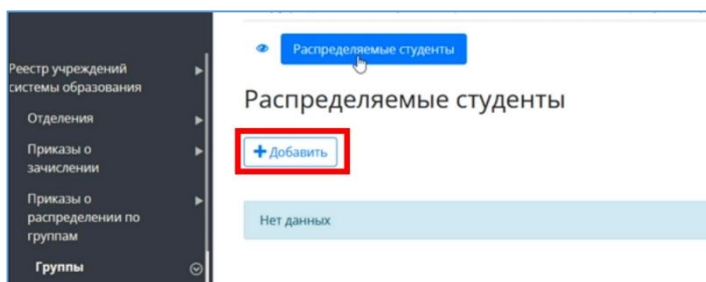 Реестр учреждений
системы образования
Отделения
Приказы о
зачислении
Приказы о
распределении по
группам
Группы
Распределяемые студенты
Распределяемые студенты
+ Добавить
Нет данных